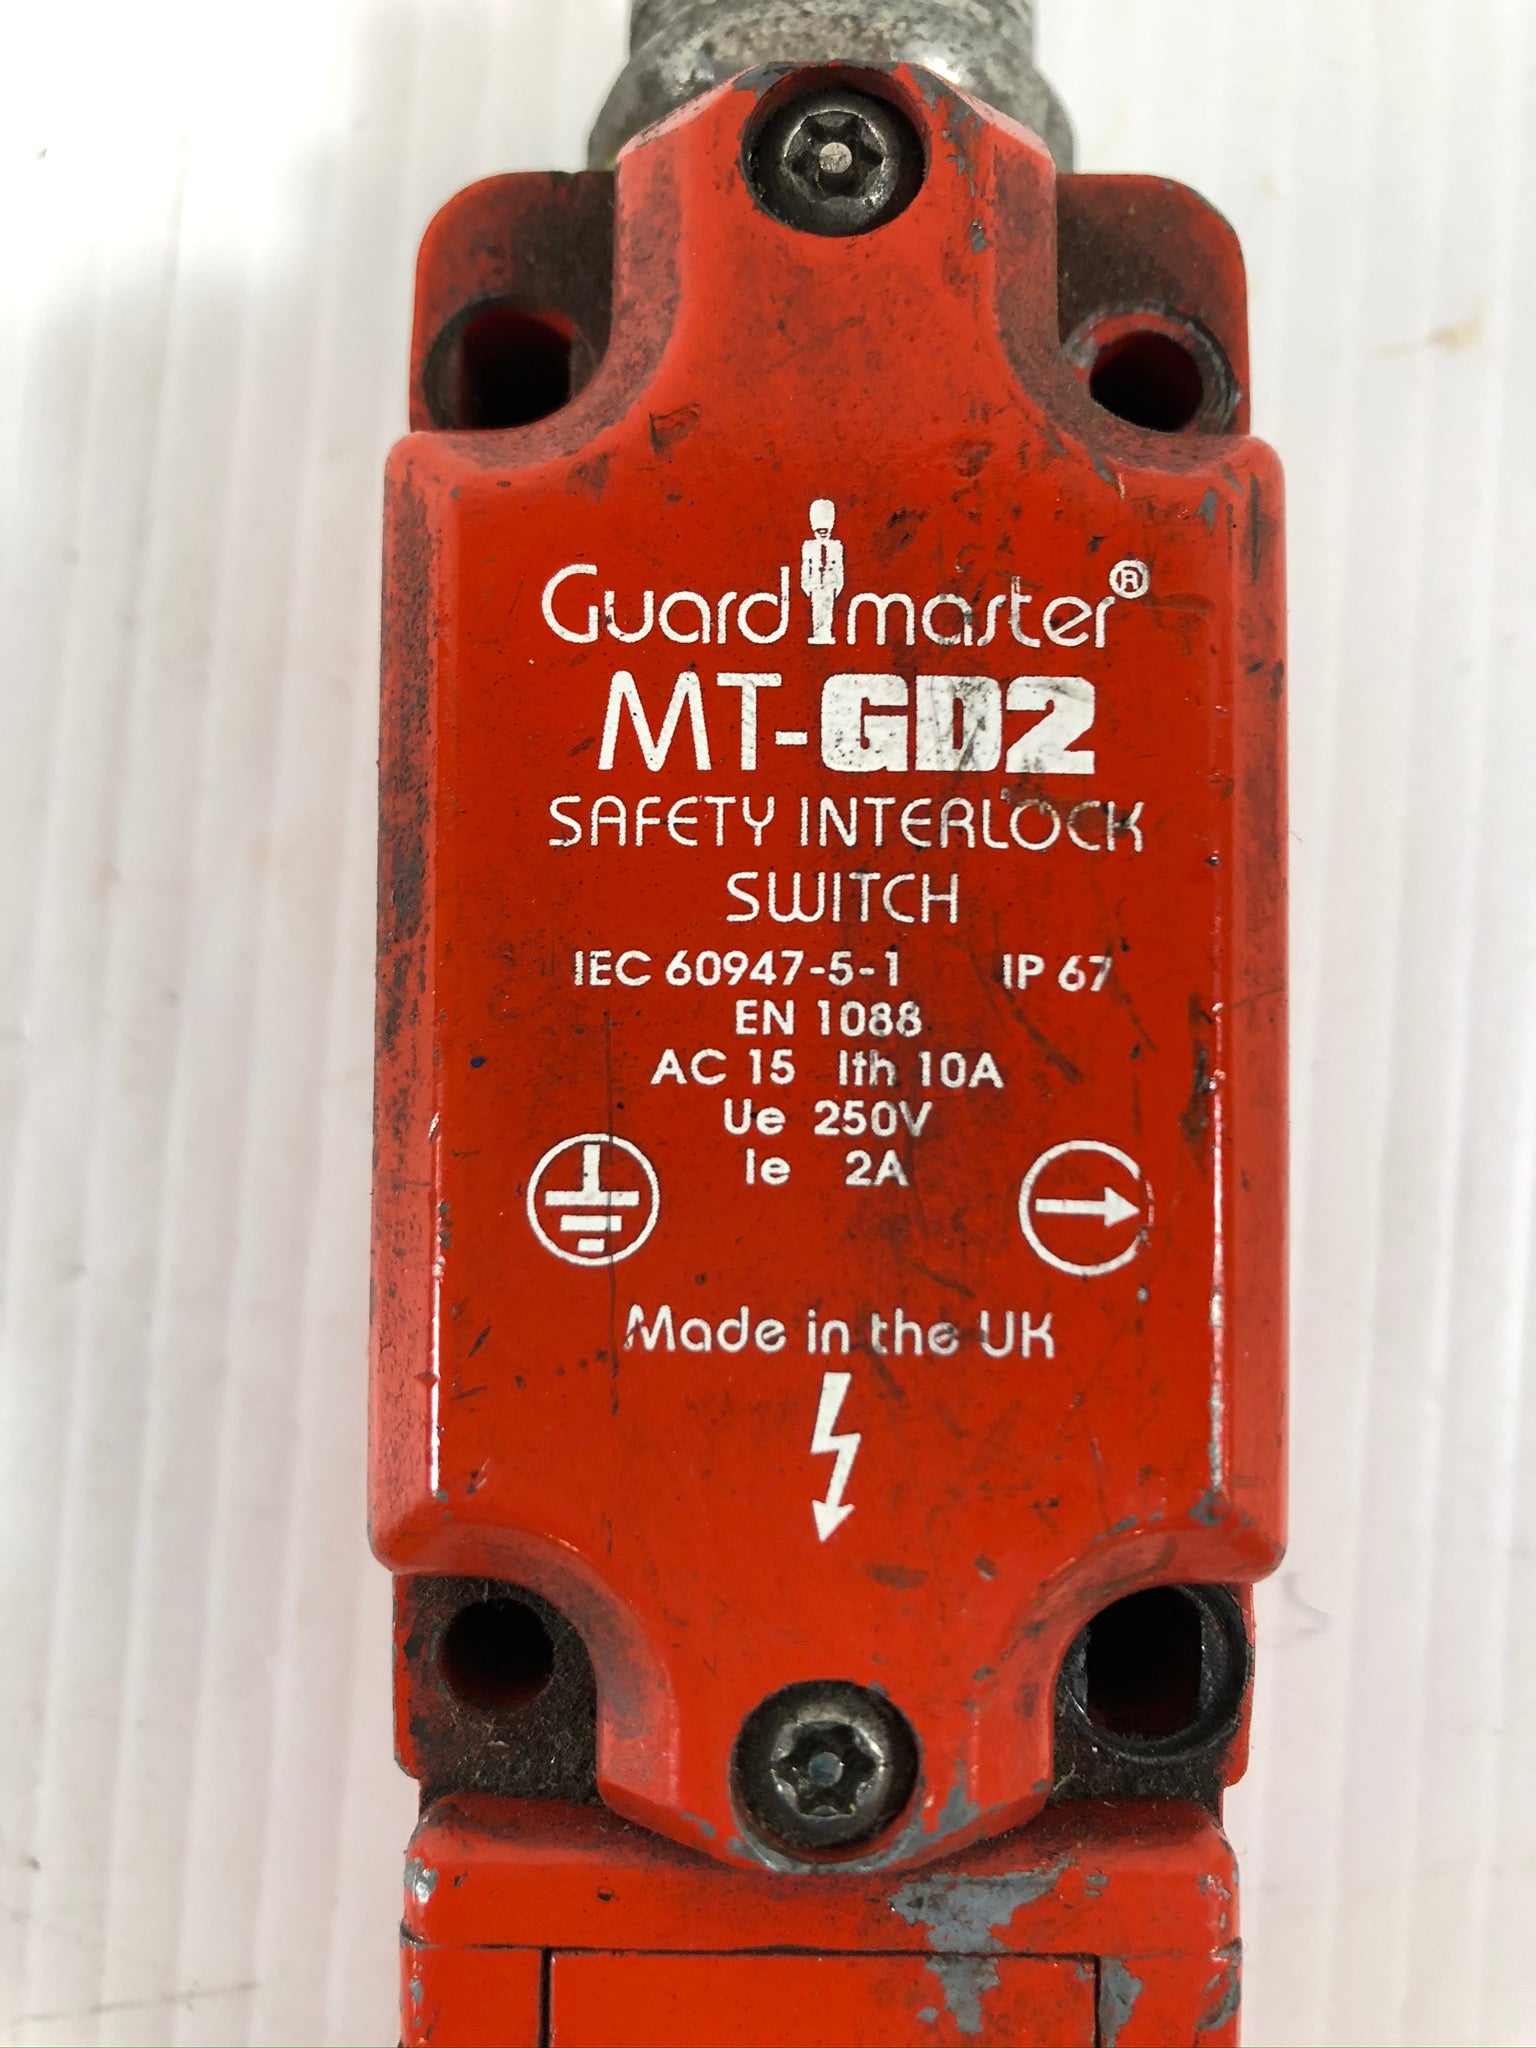 Guardmaster®
MT-GD2
SAFETY INTERLOCK
SWITCH
IEC 60947-5-1 IP 67
EN 1088
AC 15 Ith 10A
Ue 250V
Ie 2A
Made in the UK